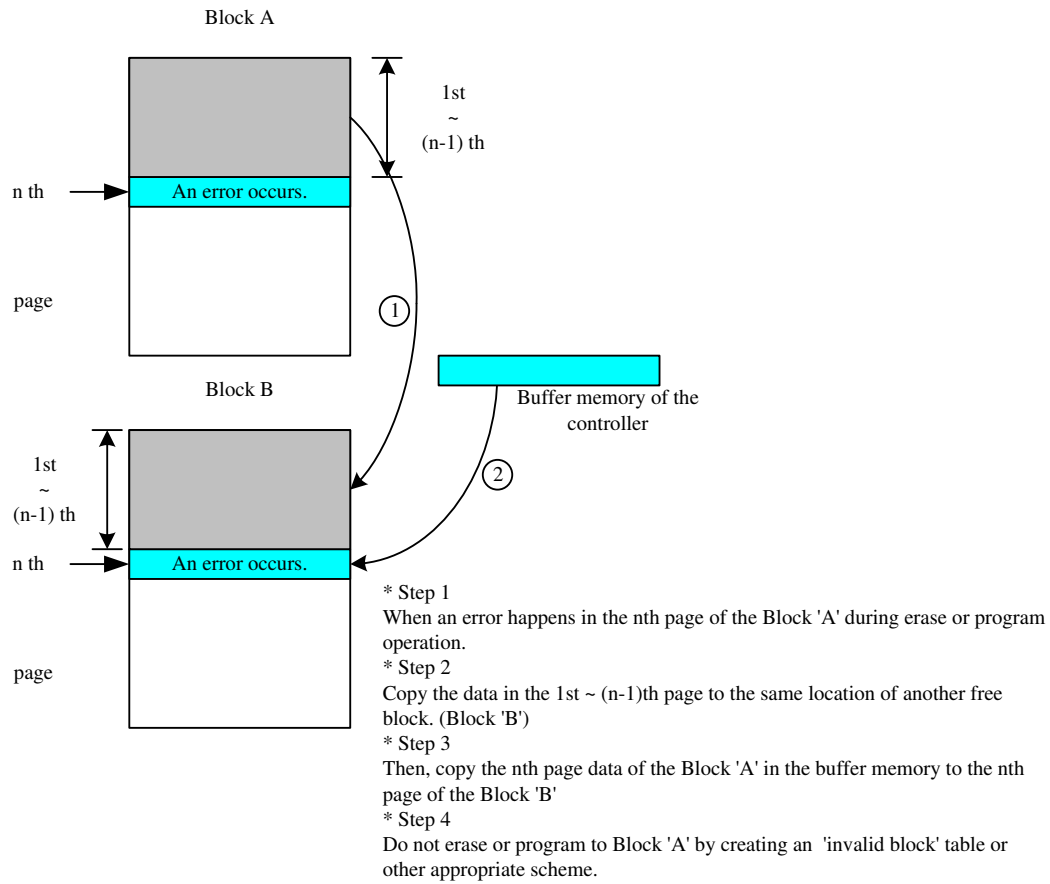 Block A
1st
~
(n-1) th
n th
An error occurs.
page
1
Buffer memory of the
controller
Block B
1st
~
(n-1) th
2
n th
An error occurs.
page
* Step 1
When an error happens in the nth page of the Block 'A' during erase or program
operation.
* Step 2
Copy the data in the 1st ~ (n-1)th page to the same location of another free
block. (Block 'B')
* Step 3
Then, copy the nth page data of the Block 'A' in the buffer memory to the nth
page of the Block 'B'
* Step 4
Do not erase or program to Block 'A' by creating an 'invalid block' table or
other appropriate scheme.